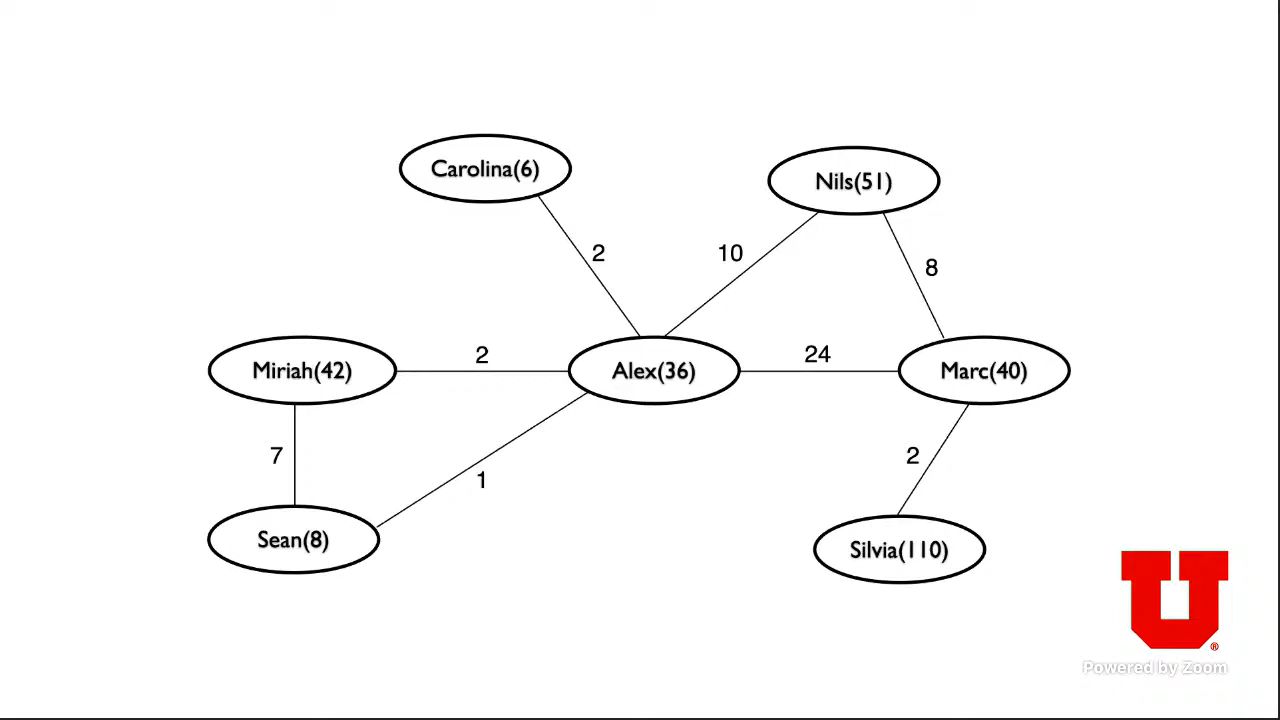 Carolina(6)
Nils(51)
2
10
8
Miriah(42)
2
Alex(36)
24
Marc(40)
7
1
2
Sean(8)
Silvia(110)
U
®
Powered by Zoom